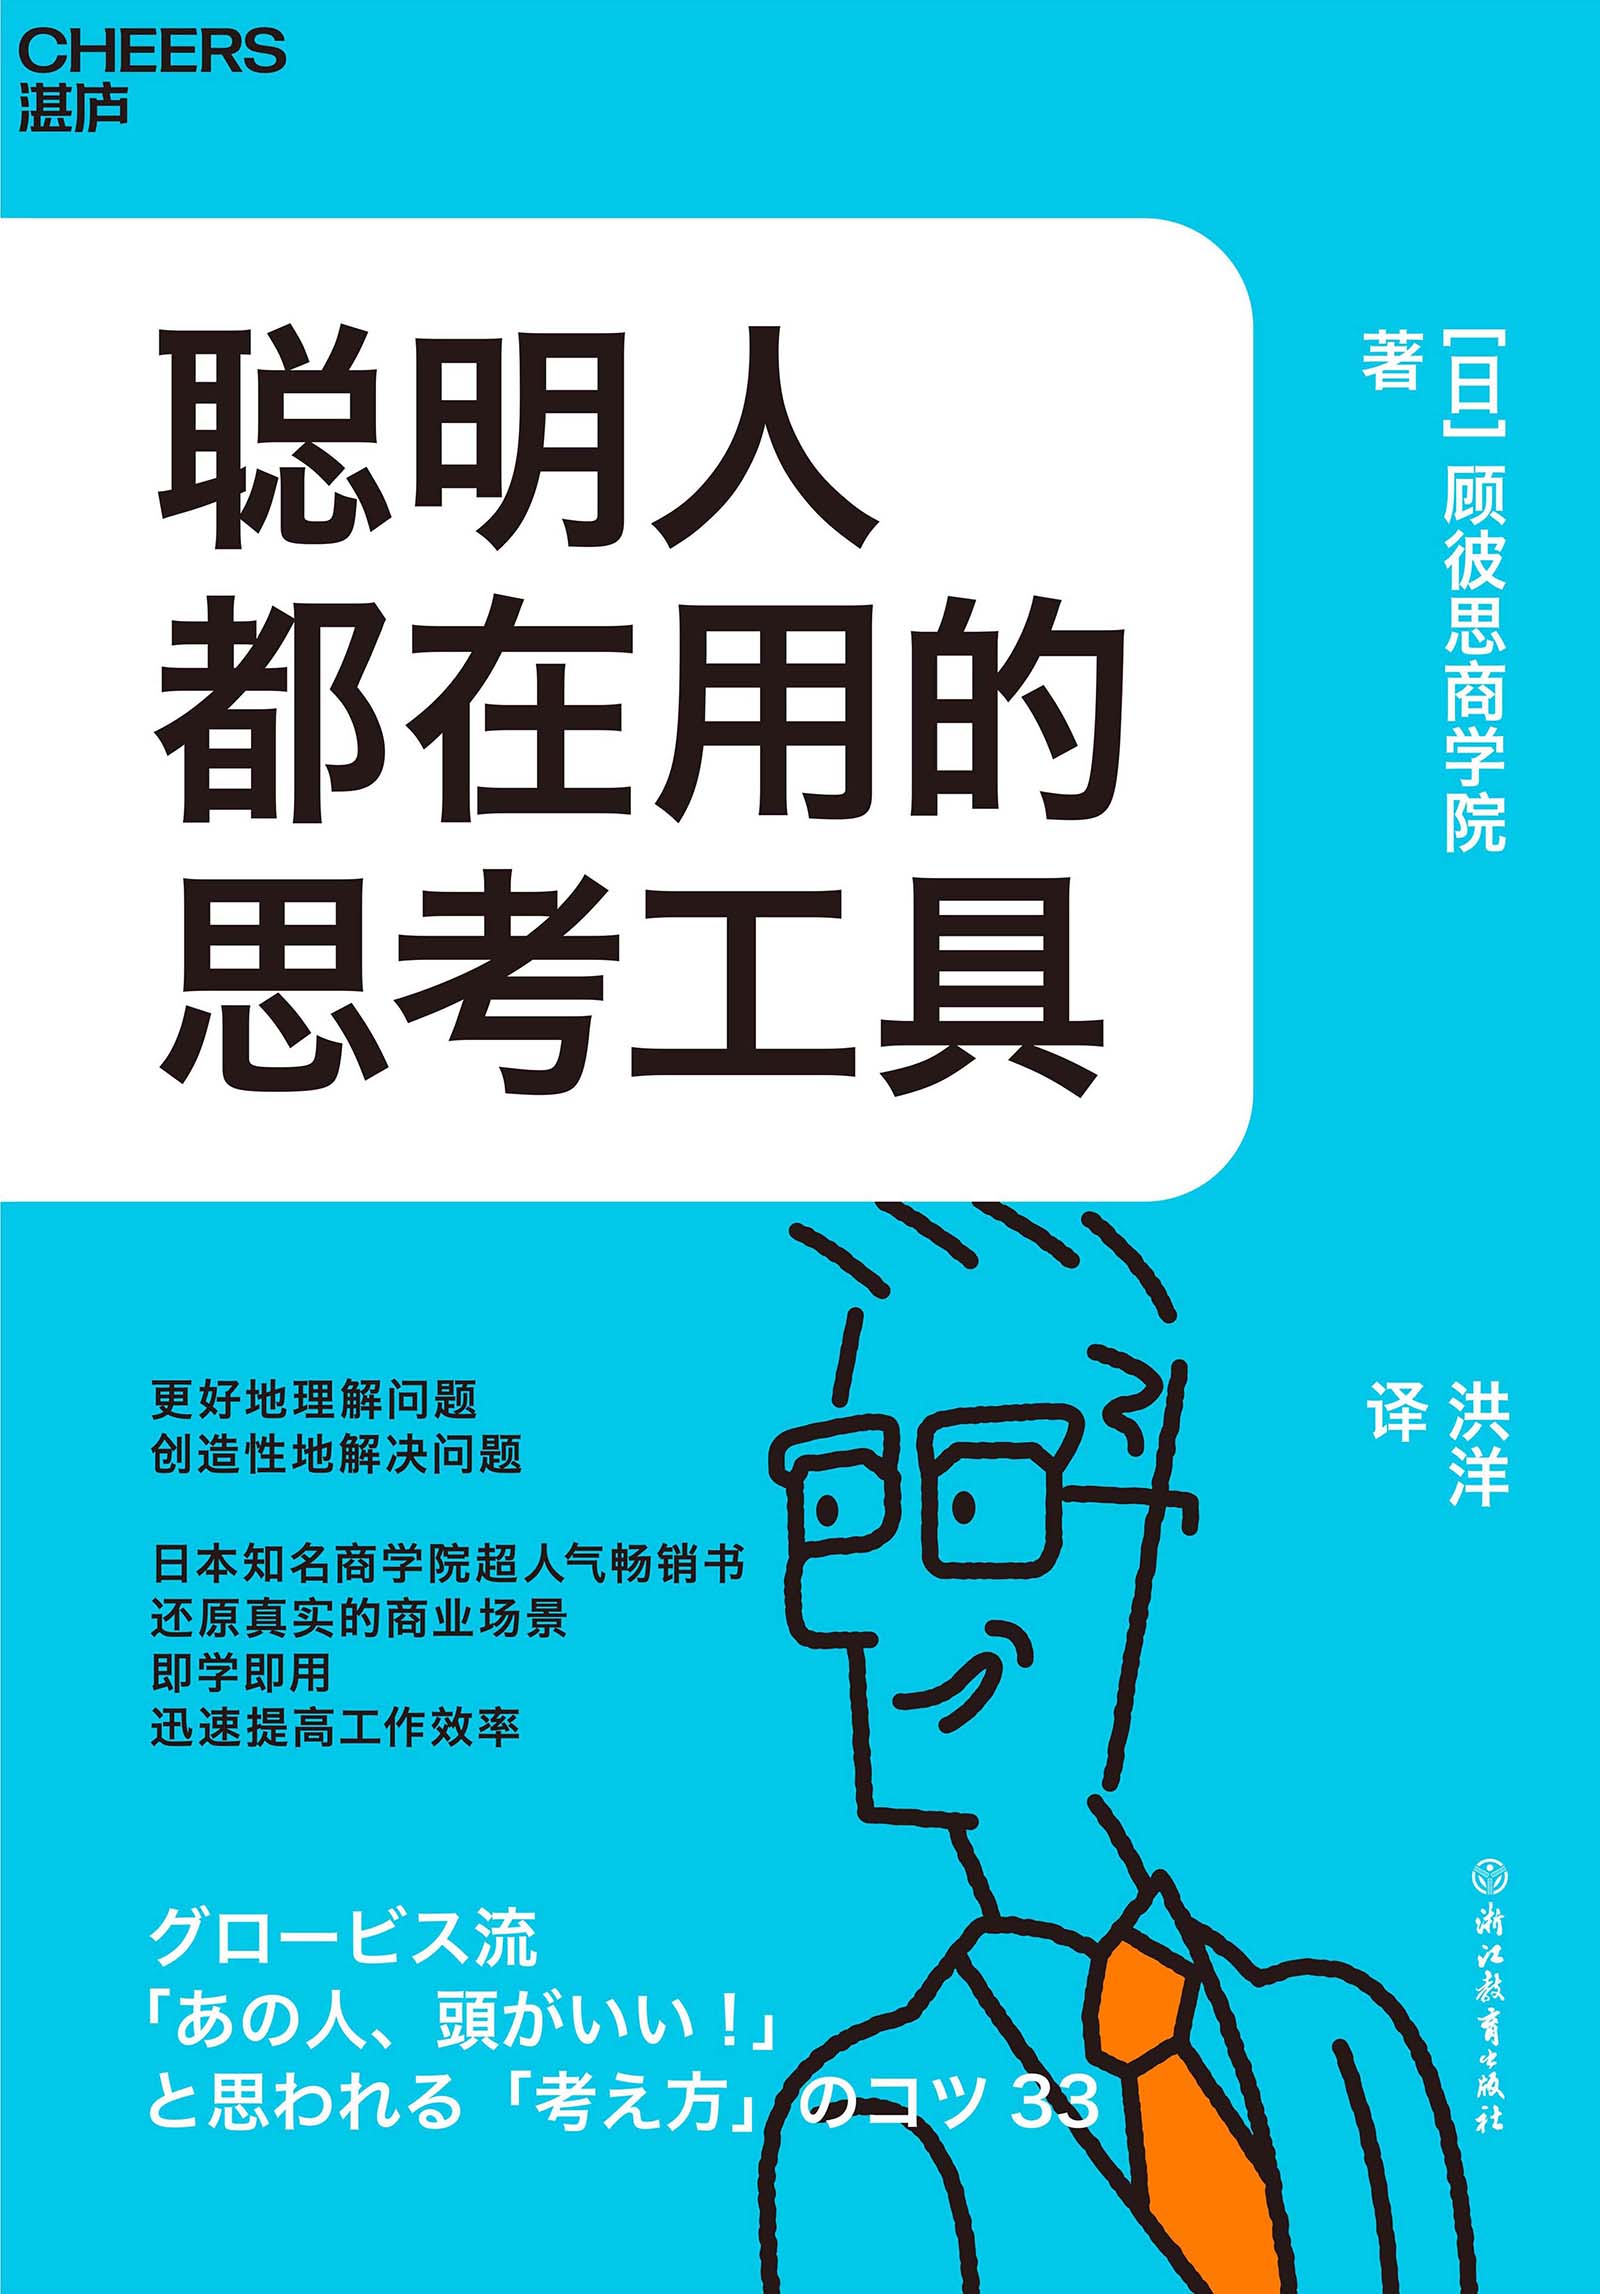 CHEERS
湛庐
聪明人
都在用的
思考工具
[日] 顾彼思商学院
著
洪洋
译
更好地理解问题
创造性地解决问题
日本知名商学院超人气畅销书
还原真实的商业场景
即学即用
迅速提高工作效率
グロービス流
「あの人、頭がいい！」
と思われる「考え方」のコツ 33
浙江教育出版社